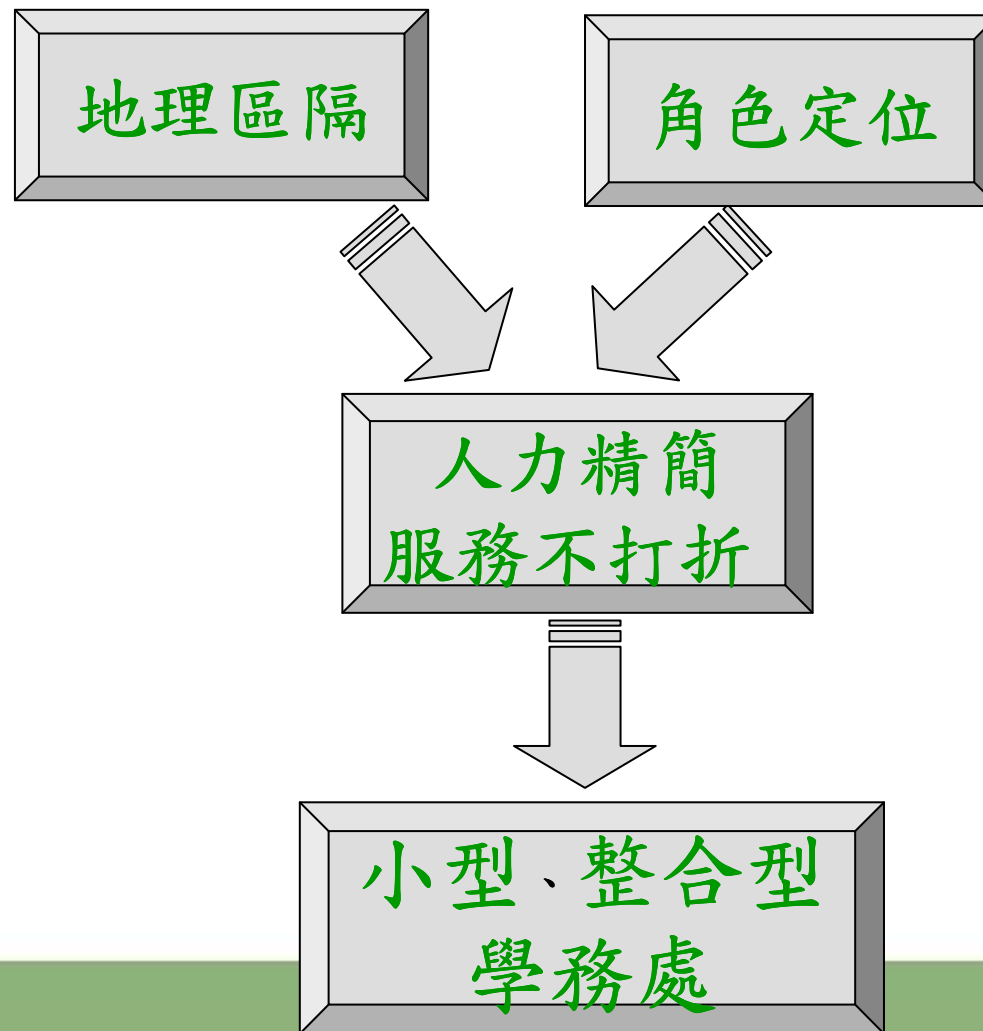 地理區隔
角色定位
人力精簡
服務不打折
小型、整合型
學務處